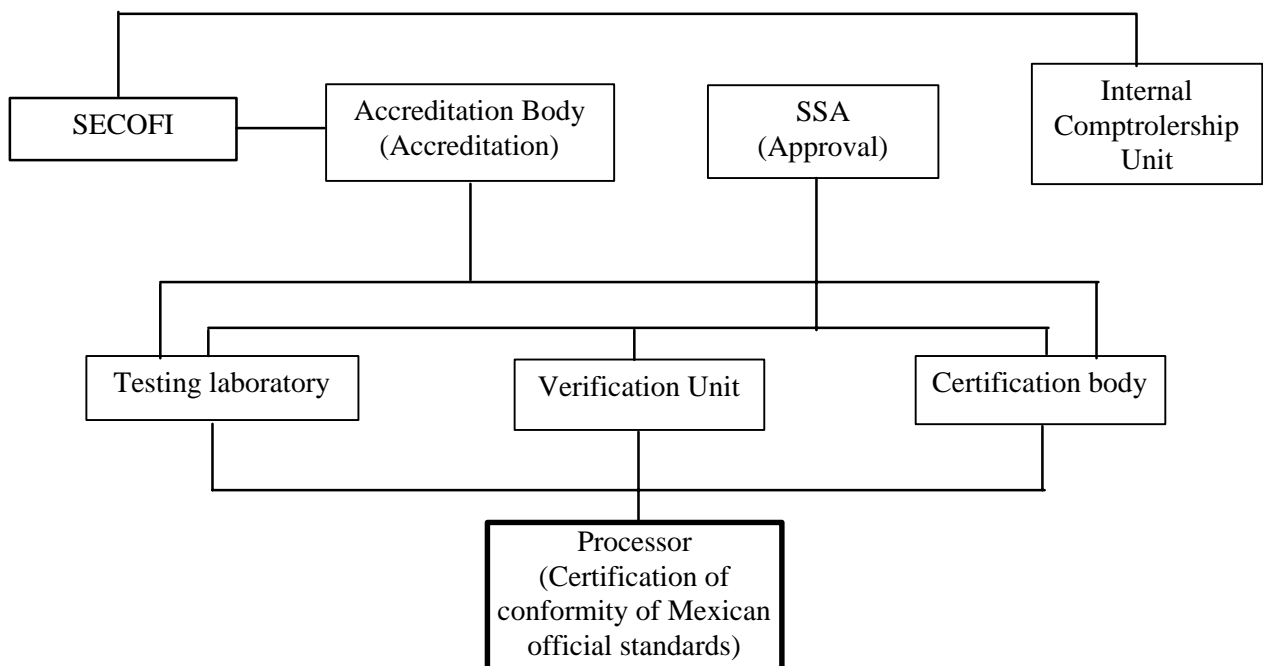 SECOFI
Accreditation Body
(Accreditation)
SSA
(Approval)
Internal
Comptrolership
Unit
Testing laboratory
Verification Unit
Certification body
Processor
(Certification of
conformity of Mexican
official standards)